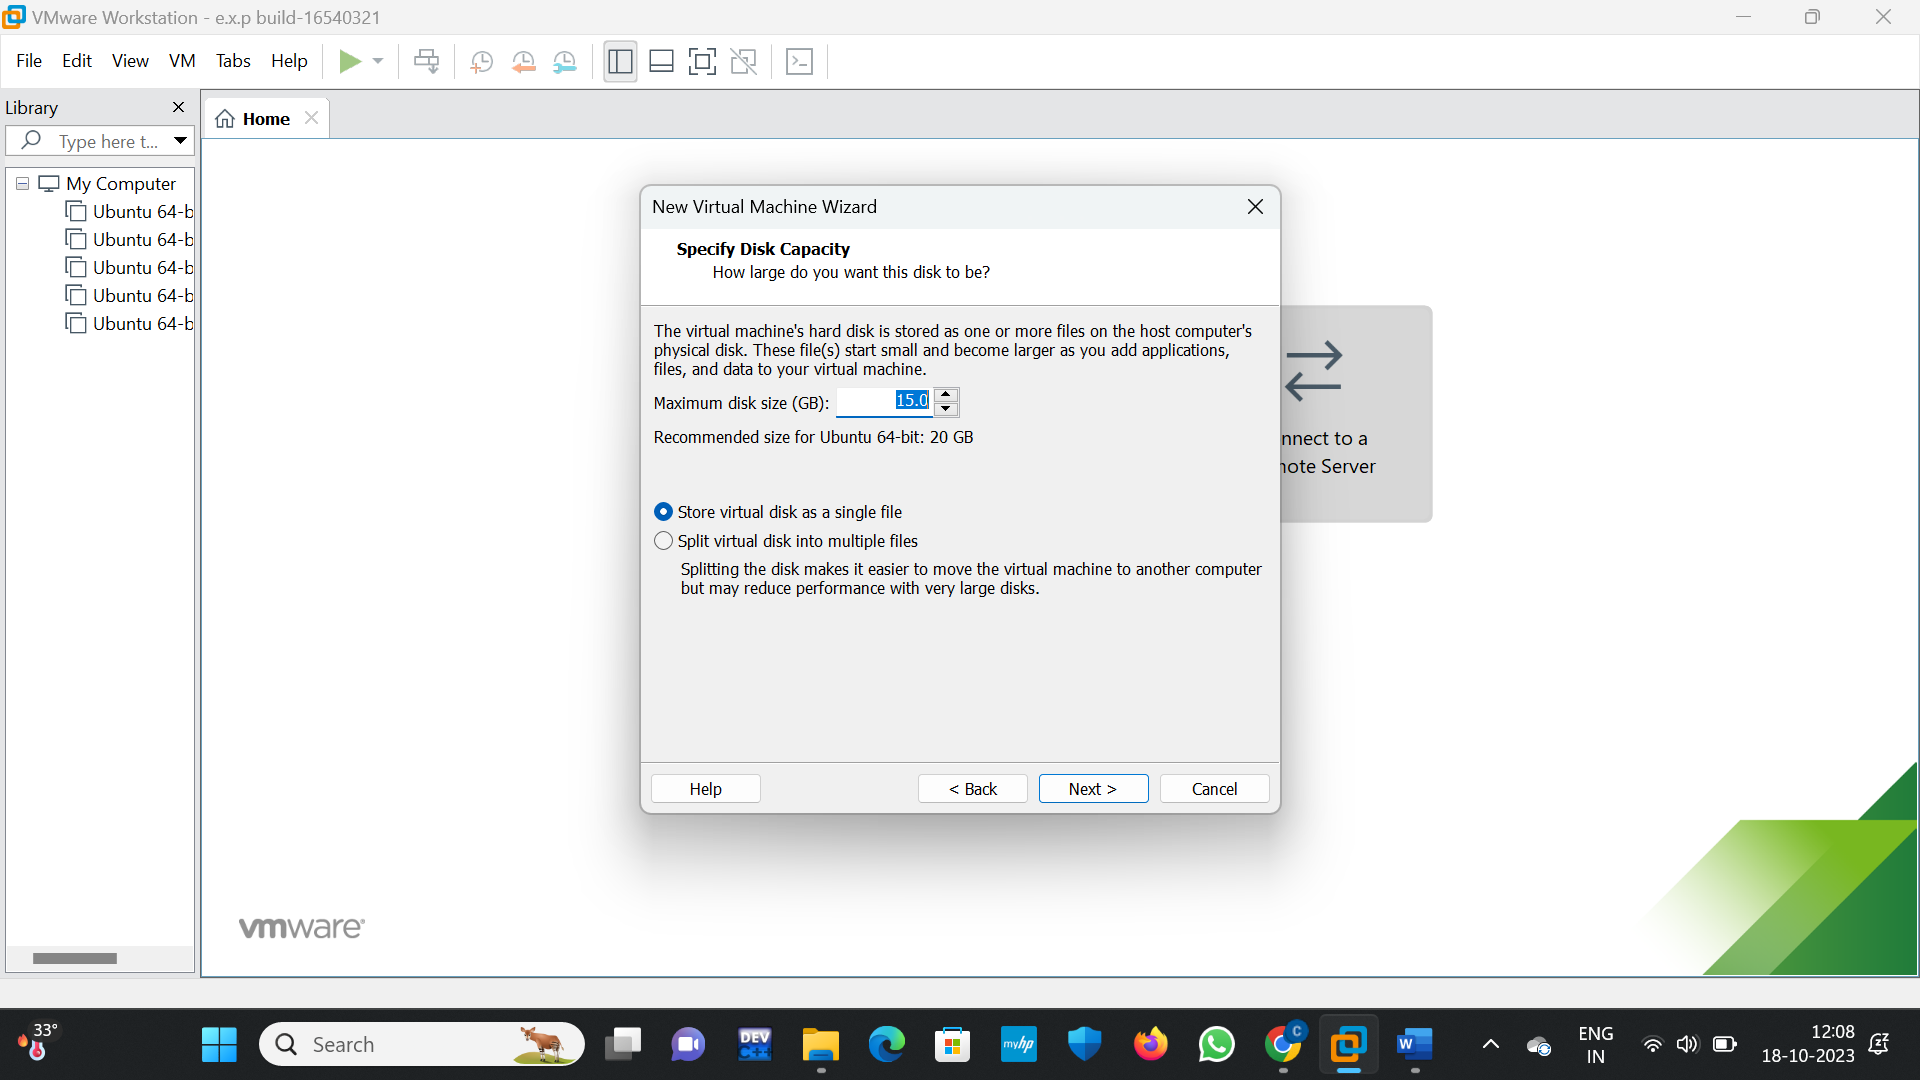 VMware Workstation - e.x.p build-16540321
File Edit View VM Tabs Help
Library
Home
Type here t...
My Computer
Ubuntu 64-b
Ubuntu 64-b
Ubuntu 64-b
Ubuntu 64-b
Ubuntu 64-b
New Virtual Machine Wizard
Specify Disk Capacity
How large do you want this disk to be?
The virtual machine's hard disk is stored as one or more files on the host computer's
physical disk. These file(s) start small and become larger as you add applications,
files, and data to your virtual machine.
Maximum disk size (GB): 15.0
Recommended size for Ubuntu 64-bit: 20 GB
Store virtual disk as a single file
Split virtual disk into multiple files
Splitting the disk makes it easier to move the virtual machine to another computer
but may reduce performance with very large disks.
Help < Back Next > Cancel
nnect to a
note Server
vmware
33°
Search
DEV
C++
myhp
C
W
ENG
IN
12:08
18-10-2023